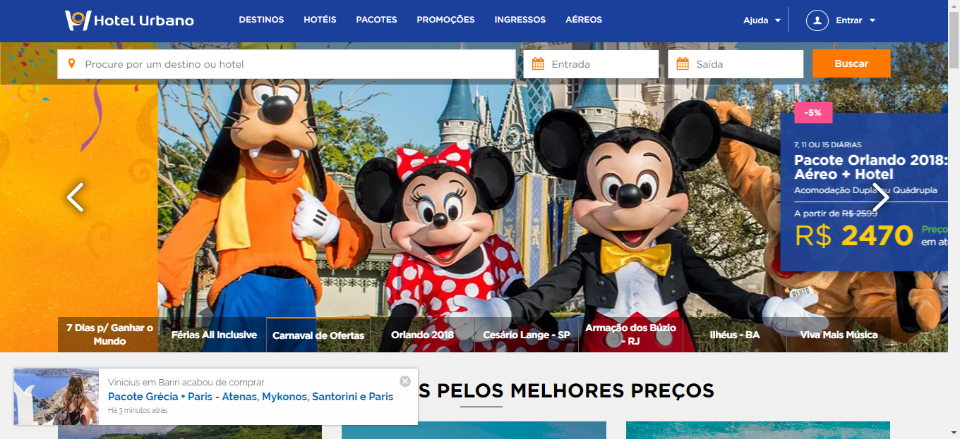 Hotel Urbano
DESTINOS HOTÉIS PACOTES PROMOÇÕES INGRESSOS AÉREOS
Ajuda
Entrar
Procure por um destino ou hotel
Entrada
Saída
Buscar
-5%
7, 11 OU 15 DIÁRIAS
Pacote Orlando 2018:
Aéreo + Hotel
Acomodação Dupla ou Quádrupla
A partir de R$ 2599
R$ 2470
Preço
em at
7 Dias p/ Ganhar o
Mundo
Férias All Inclusive
Carnaval de Ofertas
Orlando 2018
Cesário Lange - SP
Armação dos Búzio
- RJ
Ilhéus - BA
Viva Mais Música
S PELOS MELHORES PREÇOS
Vinicius em Bariri acabou de comprar
Pacote Grécia + Paris - Atenas, Mykonos, Santorini e Paris
Há 3 minutos atrás